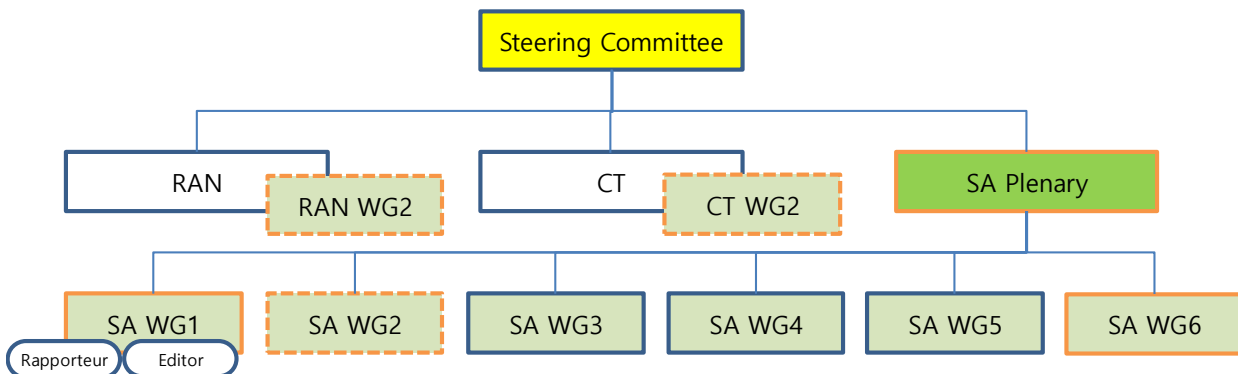 Steering Committee
RAN
CT
SA Plenary
RAN WG2
CT WG2
SA WG1
SA WG2
SA WG3
SA WG4
SA WG5
SA WG6
Rapporteur
Editor